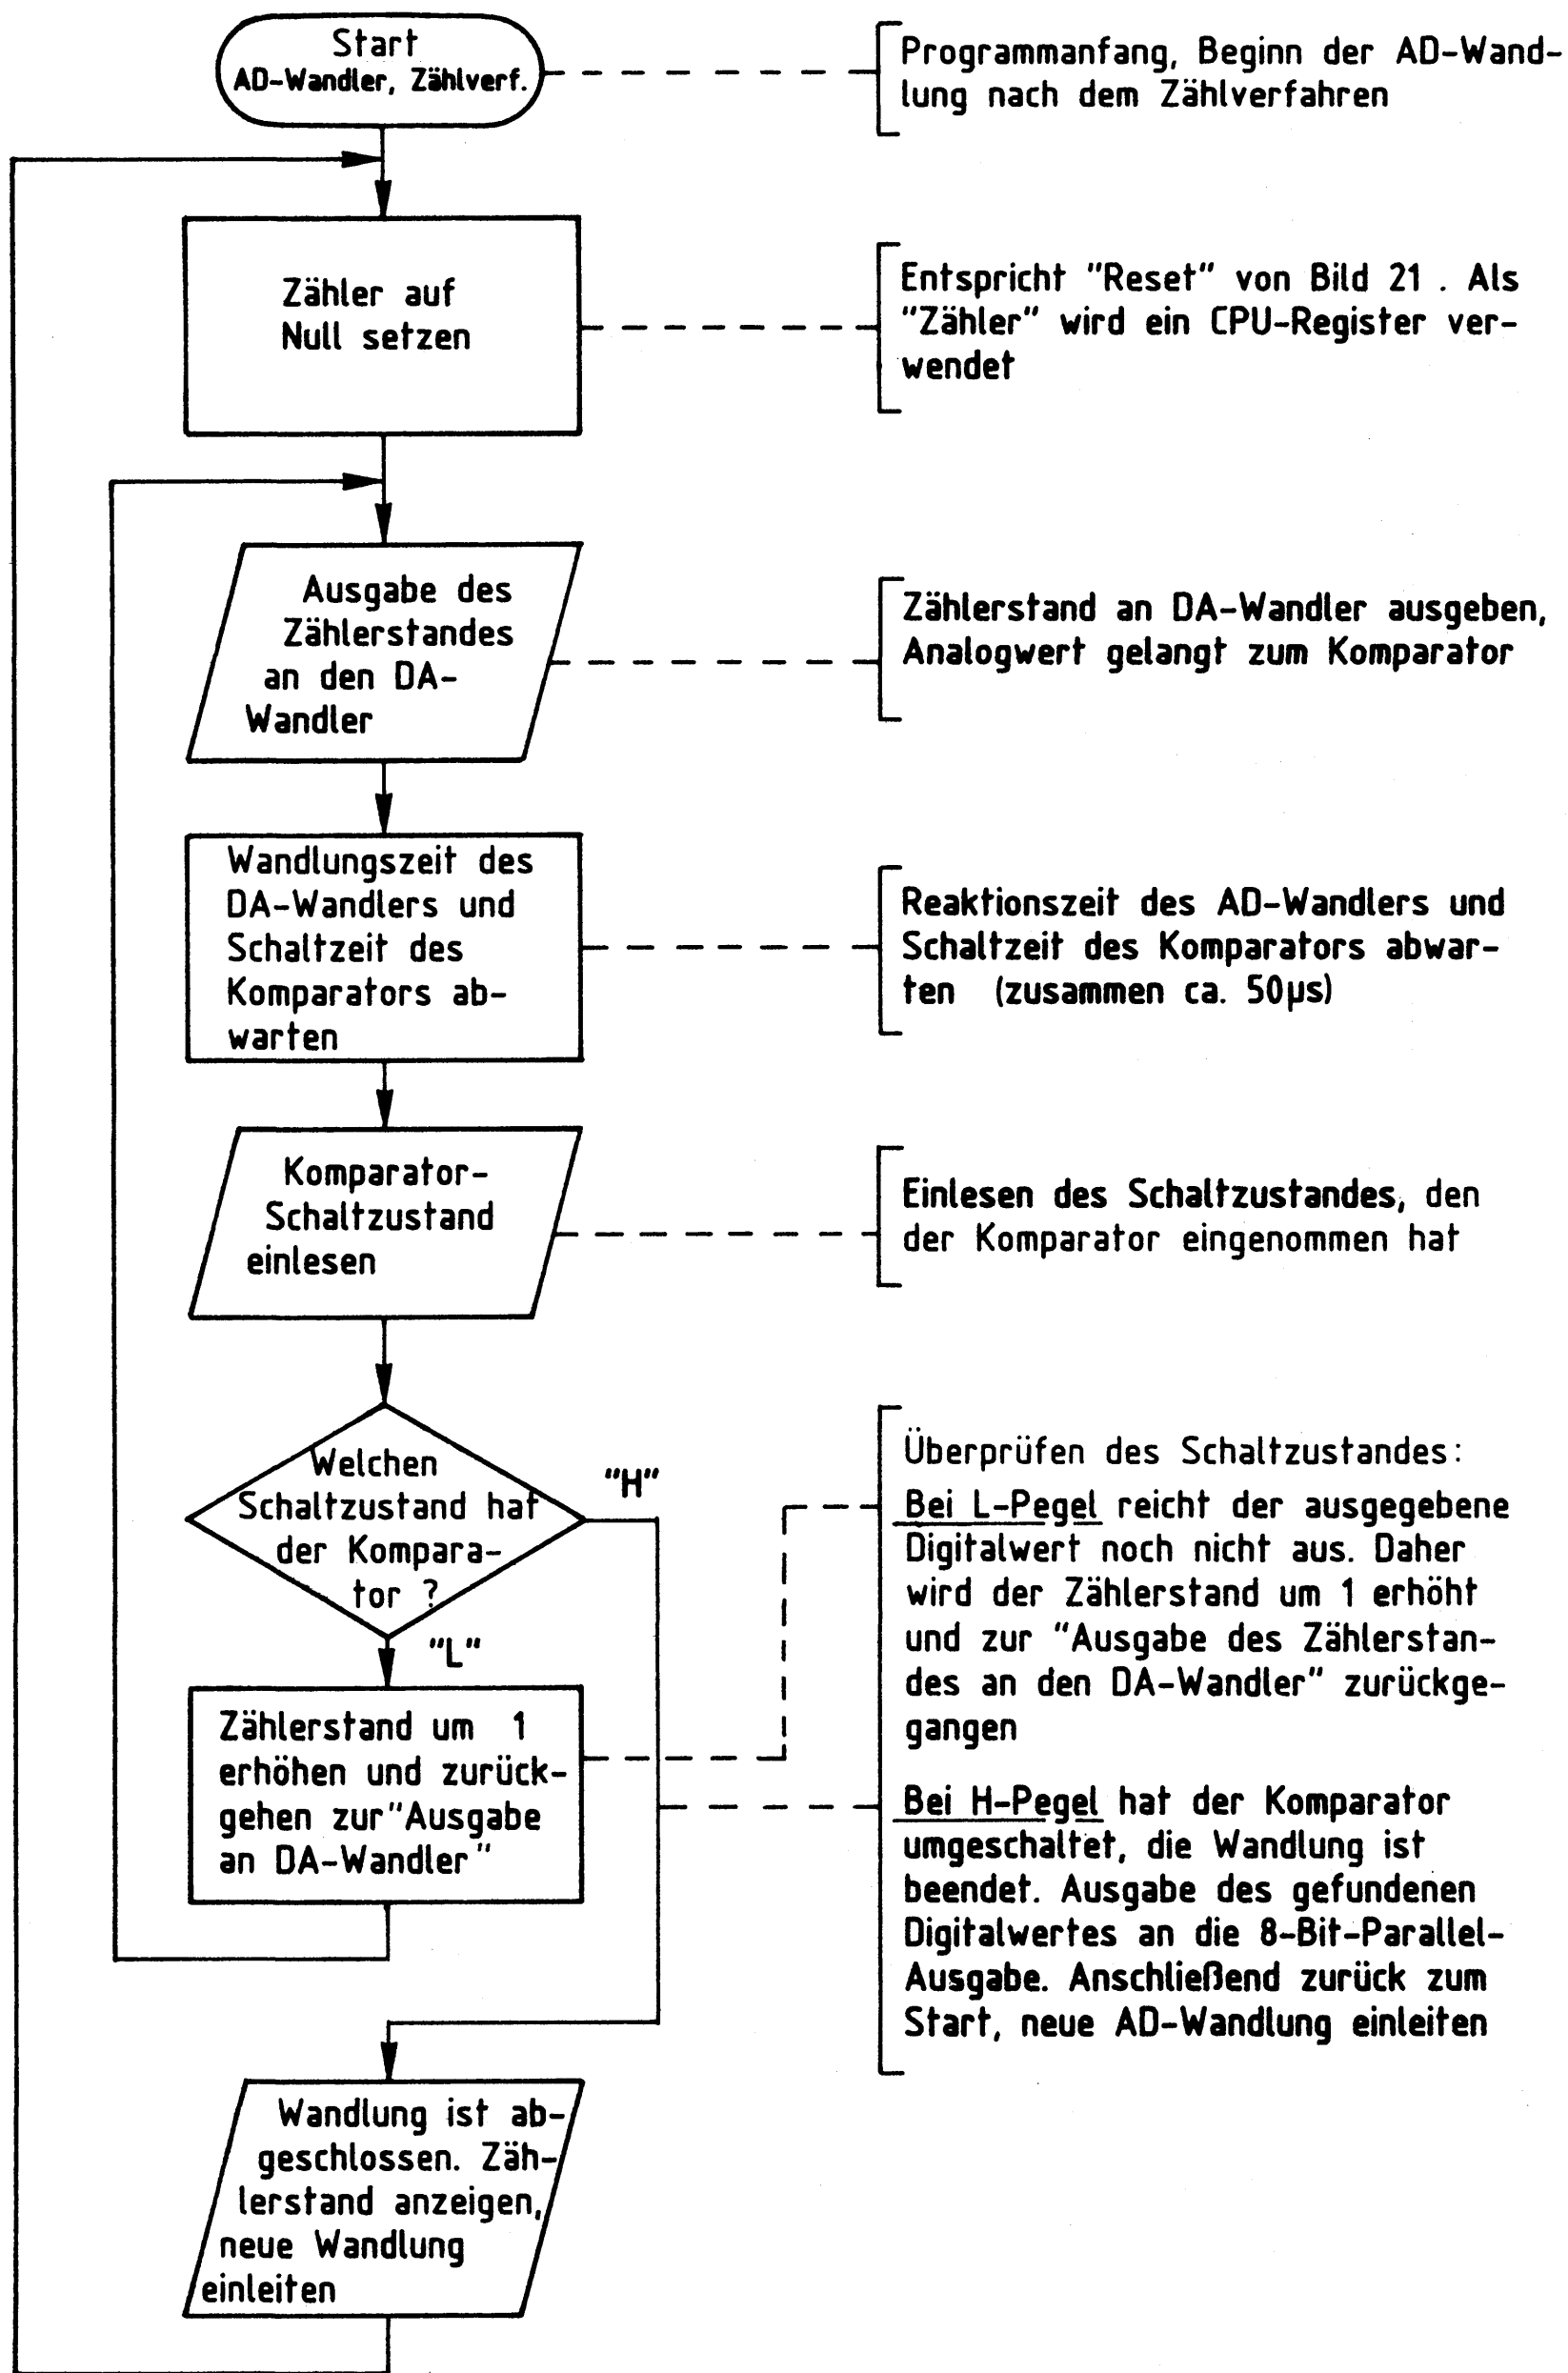 Start
AD-Wandler, Zählverf.
Programmanfang, Beginn der AD-Wand-
lung nach dem Zählverfahren
Zähler auf
Null setzen
Entspricht "Reset" von Bild 21 . Als
"Zähler" wird ein CPU-Register ver-
wendet
Ausgabe des
Zählerstandes
an den DA-
Wandler
Zählerstand an DA-Wandler ausgeben,
Analogwert gelangt zum Komparator
Wandlungszeit des
DA-Wandlers und
Schaltzeit des
Komparators ab-
warten
Reaktionszeit des AD-Wandlers und
Schaltzeit des Komparators abwar-
ten (zusammen ca. 50µs)
Komparator-
Schaltzustand
einlesen
Einlesen des Schaltzustandes, den
der Komparator eingenommen hat
Welchen
Schaltzustand hat
der Kompara-
tor ?
"H"
"L"
Zählerstand um 1
erhöhen und zurück-
gehen zur "Ausgabe
an DA-Wandler"
Überprüfen des Schaltzustandes:
Bei L-Pegel reicht der ausgegebene
Digitalwert noch nicht aus. Daher
wird der Zählerstand um 1 erhöht
und zur "Ausgabe des Zählerstan-
des an den DA-Wandler" zurückge-
gangen
Bei H-Pegel hat der Komparator
umgeschaltet, die Wandlung ist
beendet. Ausgabe des gefundenen
Digitalwertes an die 8-Bit-Parallel-
Ausgabe. Anschließend zurück zum
Start, neue AD-Wandlung einleiten
Wandlung ist ab-
geschlossen. Zäh-
lerstand anzeigen,
neue Wandlung
einleiten